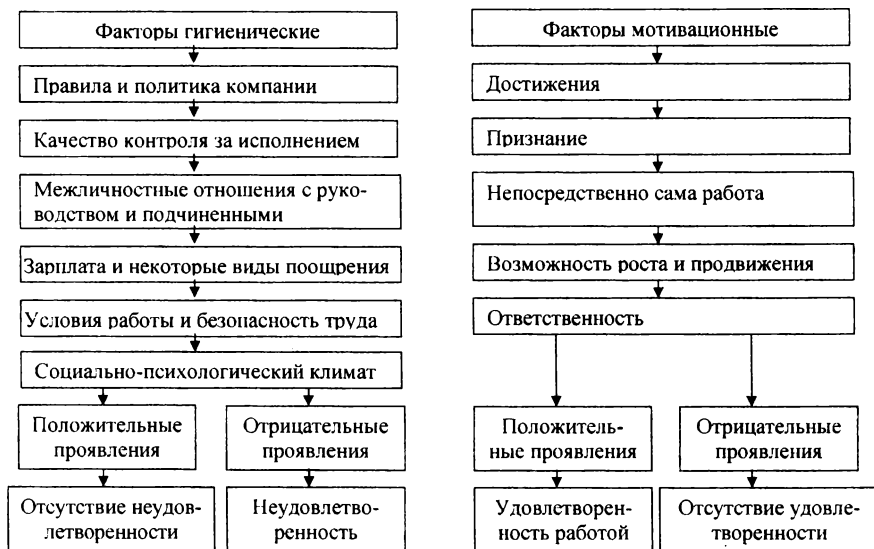 Факторы гигиенические
Правила и политика компании
Качество контроля за исполнением
Межличностные отношения с руко-
водством и подчиненными
Зарплата и некоторые виды поощрения
Условия работы и безопасность труда
Социально-психологический климат
Положительные
проявления
Отрицательные
проявления
Отсутствие неудов-
летворенности
Неудовлетво-
ренность
Факторы мотивационные
Достижения
Признание
Непосредственно сама работа
Возможность роста и продвижения
Ответственность
Положитель-
ные проявления
Отрицательные
проявления
Удовлетворен-
ность работой
Отсутствие удовле-
творенности